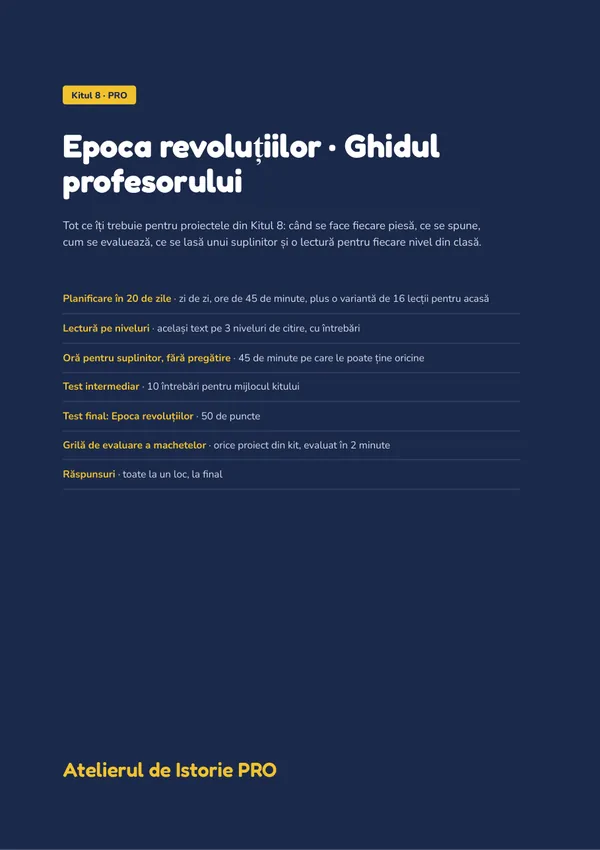 Kitul 8 · PRO
Epoca revoluțiilor · Ghidul
profesorului
Tot ce îți trebuie pentru proiectele din Kitul 8: când se face fiecare piesă, ce se spune,
cum se evaluează, ce se lasă unui suplinitor și o lectură pentru fiecare nivel din clasă.
Planificare în 20 de zile · zi de zi, ore de 45 de minute, plus o variantă de 16 lecții pentru acasă
Lectură pe niveluri · același text pe 3 niveluri de citire, cu întrebări
Oră pentru suplinitor, fără pregătire · 45 de minute pe care le poate ține oricine
Test intermediar · 10 întrebări pentru mijlocul kitului
Test final: Epoca revoluțiilor · 50 de puncte
Grilă de evaluare a machetelor · orice proiect din kit, evaluat în 2 minute
Răspunsuri · toate la un loc, la final
Atelierul de Istorie PRO